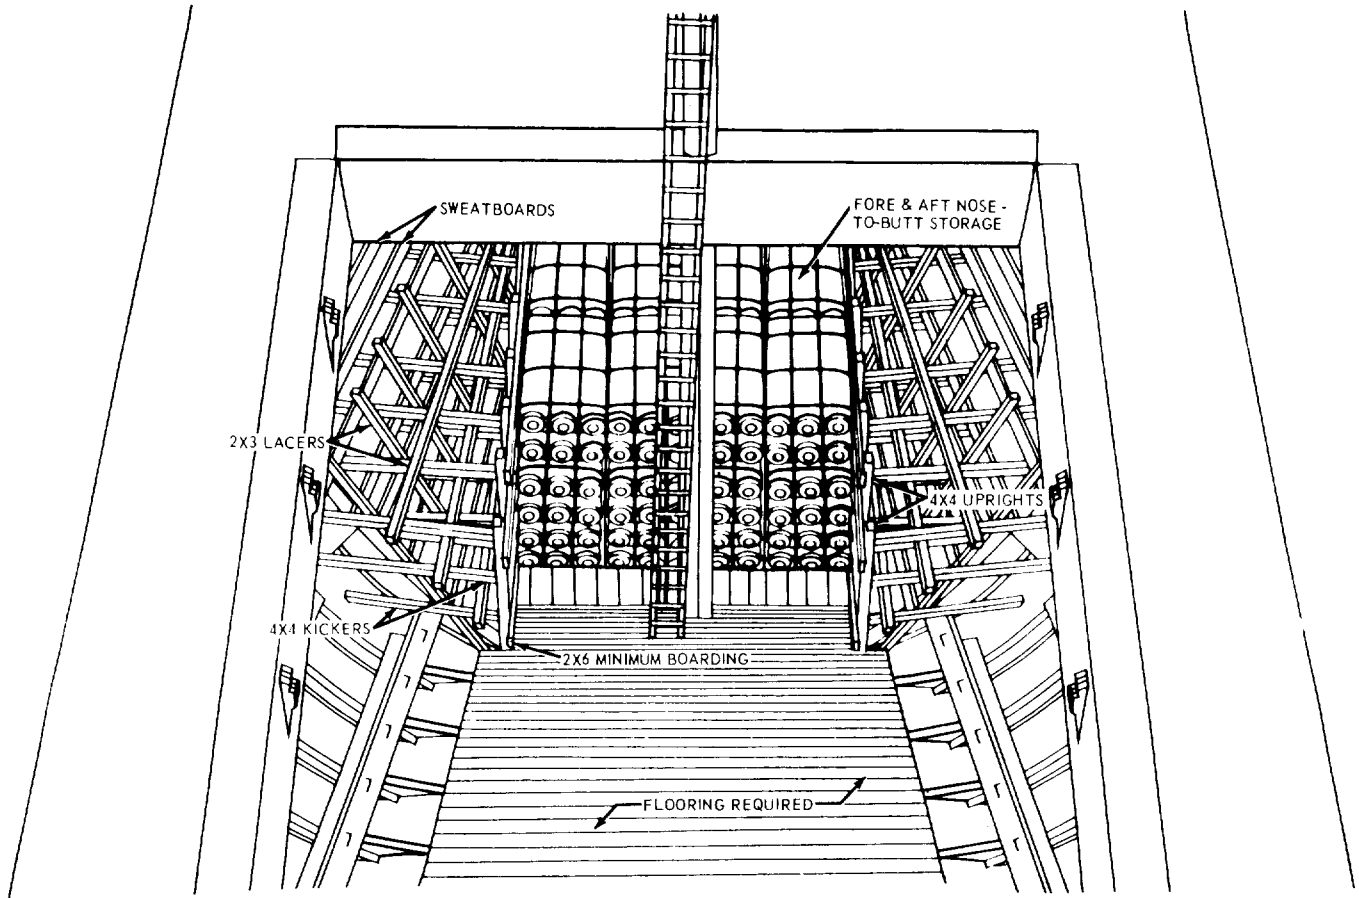 SWEATBOARDS
FORE & AFT NOSE-
TO-BUTT STORAGE
2X3 LACERS
4X4 UPRIGHTS
4X4 KICKERS
2X6 MINIMUM BOARDING
FLOORING REQUIRED